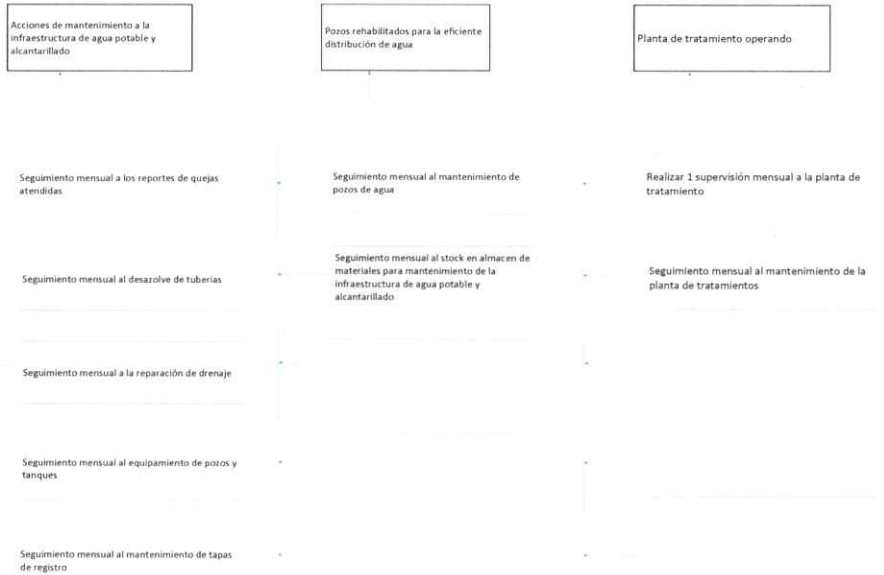 Acciones de mantenimiento a la
infraestructura de agua potable y
alcantarillado
Pozos rehabilitados para la eficiente
distribución de agua
Planta de tratamiento operando
Seguimiento mensual a los reportes de quejas
atendidas
Seguimiento mensual al mantenimiento de
pozos de agua
Realizar 1 supervisión mensual a la planta de
tratamiento
Seguimiento mensual al desazolve de tuberias
Seguimiento mensual al stock en almacen de
materiales para mantenimiento de la
infraestructura de agua potable y
alcantarillado
Seguimiento mensual al mantenimiento de la
planta de tratamientos
Seguimiento mensual a la reparación de drenaje
Seguimiento mensual al equipamiento de pozos y
tanques
Seguimiento mensual al mantenimiento de tapas
de registro